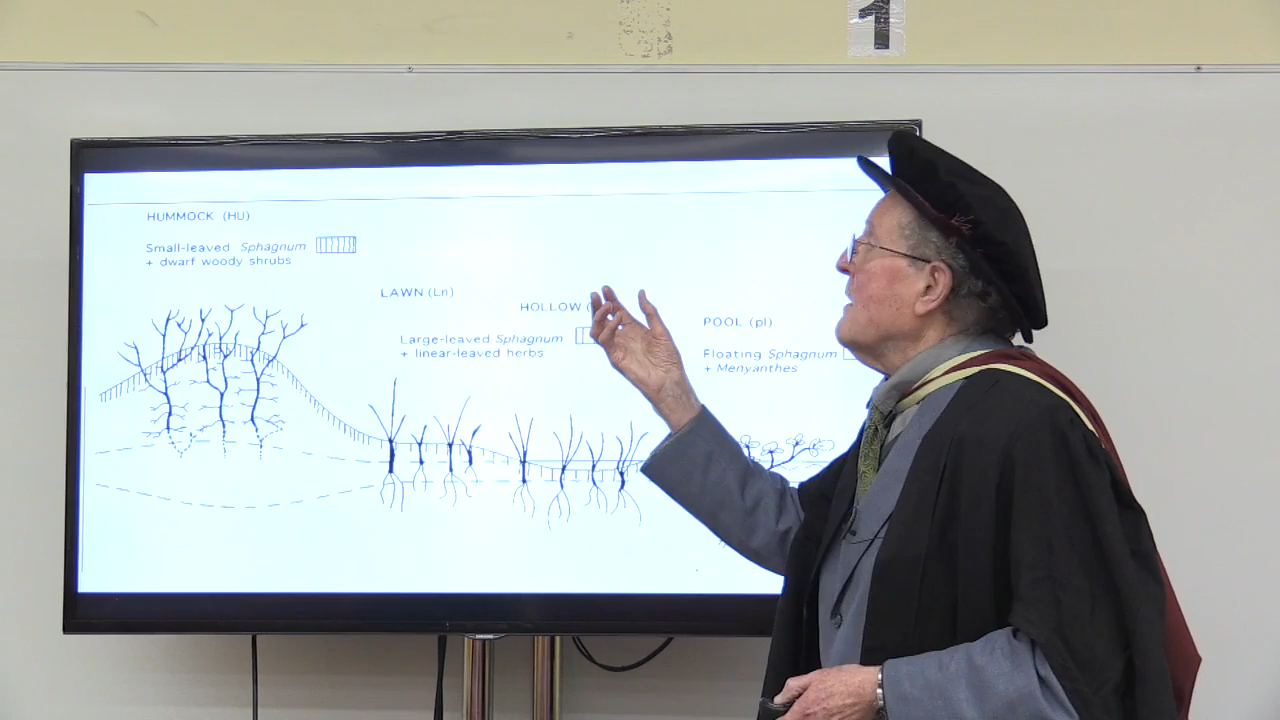 1
HUMMOCK (HU)
Small-leaved Sphagnum
+ dwarf woody shrubs
LAWN (Ln)
HOLLOW (
Large-leaved Sphagnum
+ linear-leaved herbs
POOL (pl)
Floating Sphagnum
+ Menyanthes